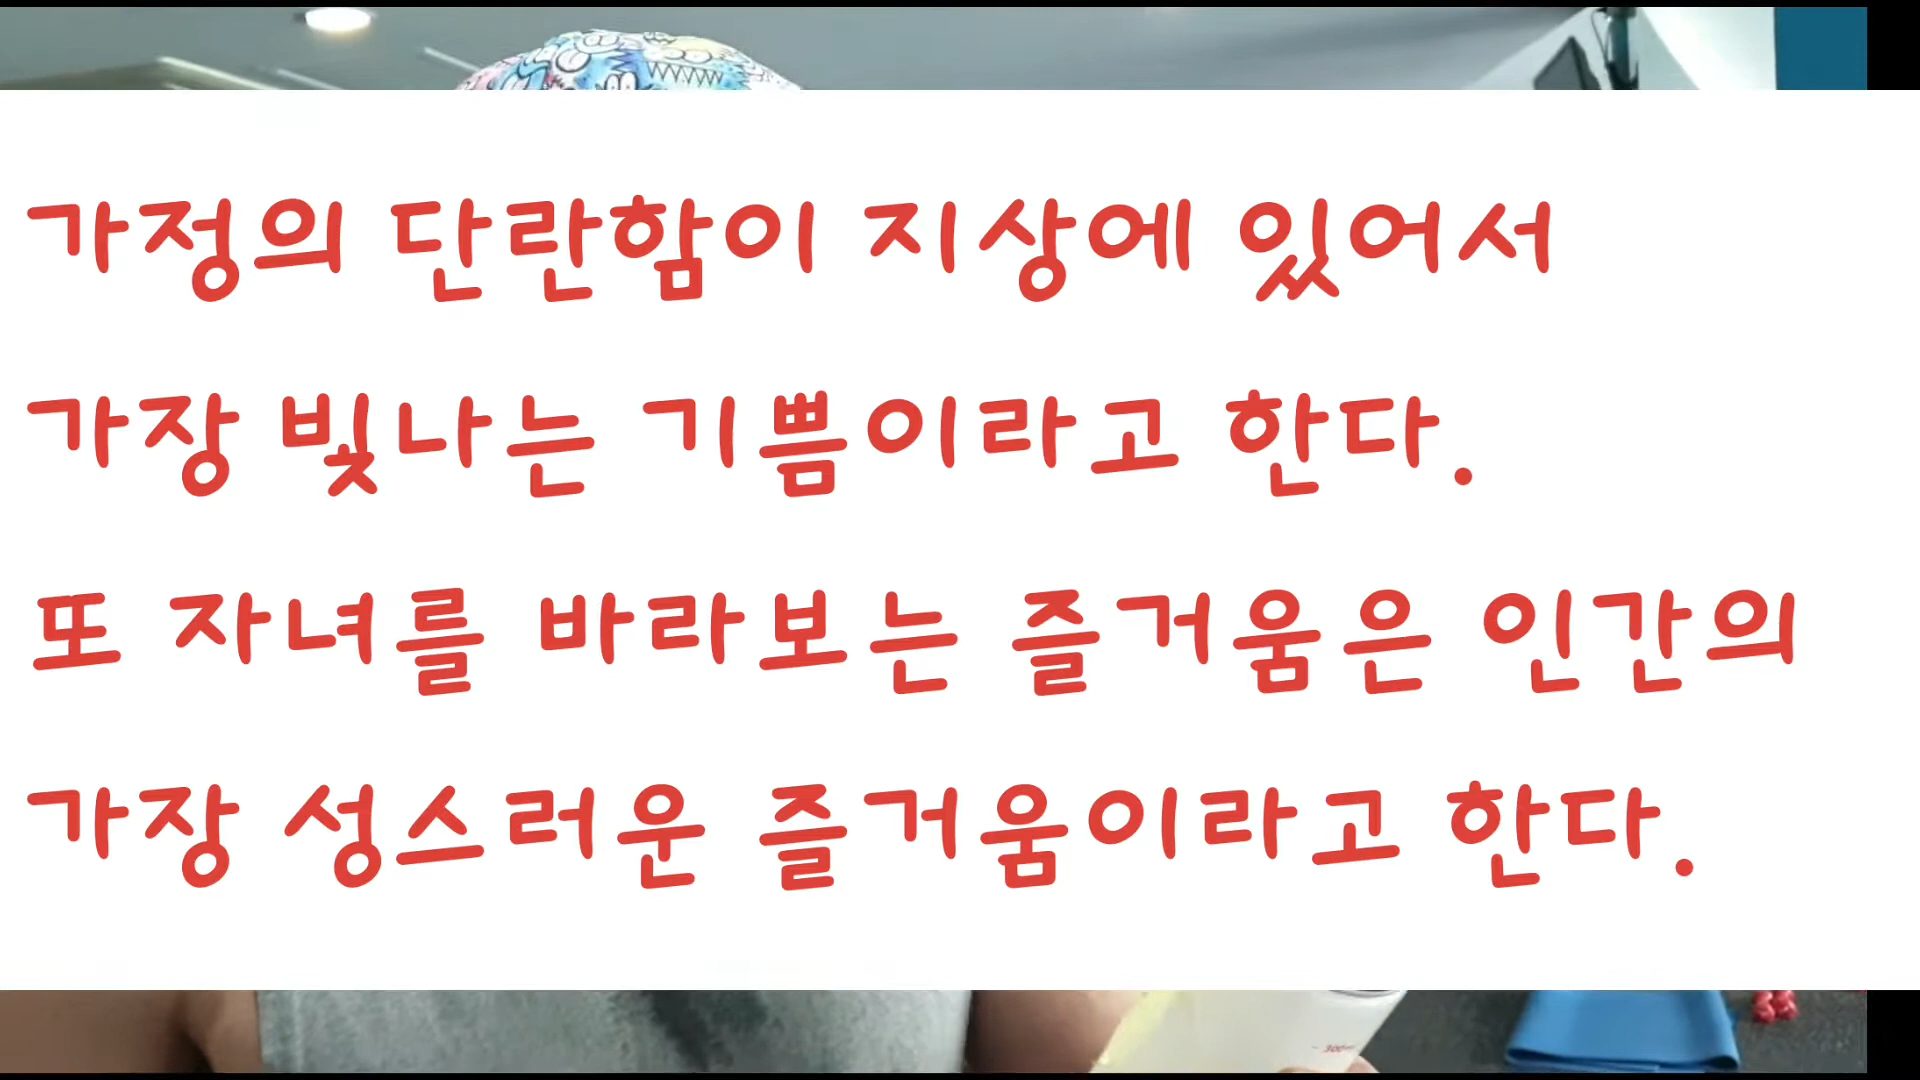 가정의 단란함이 지상에 있어서
가장 빛나는 기쁨이라고 한다.
또 자녀를 바라보는 즐거움은 인간의
가장 성스러운 즐거움이라고 한다.